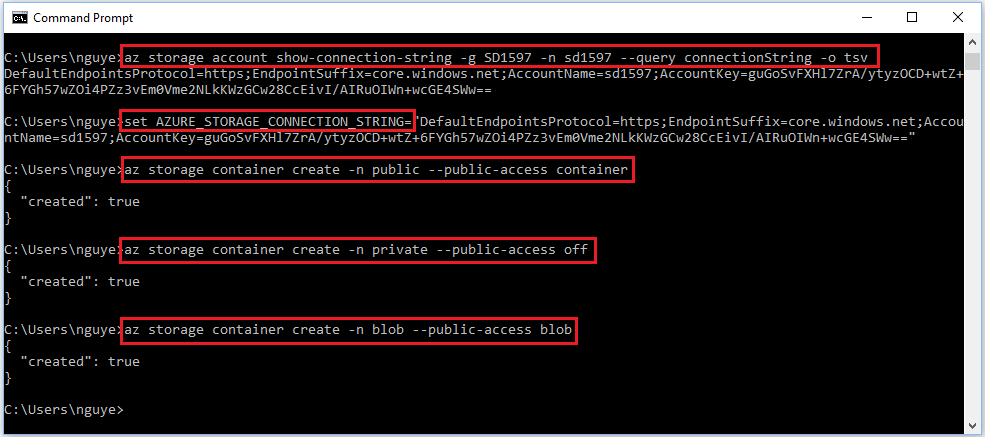 Command Prompt
C:\Users\nguye>az storage account show-connection-string -g SD1597 -n sd1597 --query connectionString -o tsv
DefaultEndpointsProtocol=https;EndpointSuffix=core.windows.net;AccountName=sd1597;AccountKey=guGoSvFXHl7ZrA/ytyzOCD+wtZ+
6FYGh57wZOi4PZz3vEm0Vme2NLkKWzGCw28CcEivI/AIRuOIWn+wcGE4SWw==
C:\Users\nguye>set AZURE_STORAGE_CONNECTION_STRING="DefaultEndpointsProtocol=https;EndpointSuffix=core.windows.net;Accou
ntName=sd1597;AccountKey=guGoSvFXHl7ZrA/ytyzOCD+wtZ+6FYGh57wZOi4PZz3vEm0Vme2NLkKWzGCw28CcEivI/AIRuOIWn+wcGE4SWw=="
C:\Users\nguye>az storage container create -n public --public-access container
{
  "created": true
}
C:\Users\nguye>az storage container create -n private --public-access off
{
  "created": true
}
C:\Users\nguye>az storage container create -n blob --public-access blob
{
  "created": true
}
C:\Users\nguye>